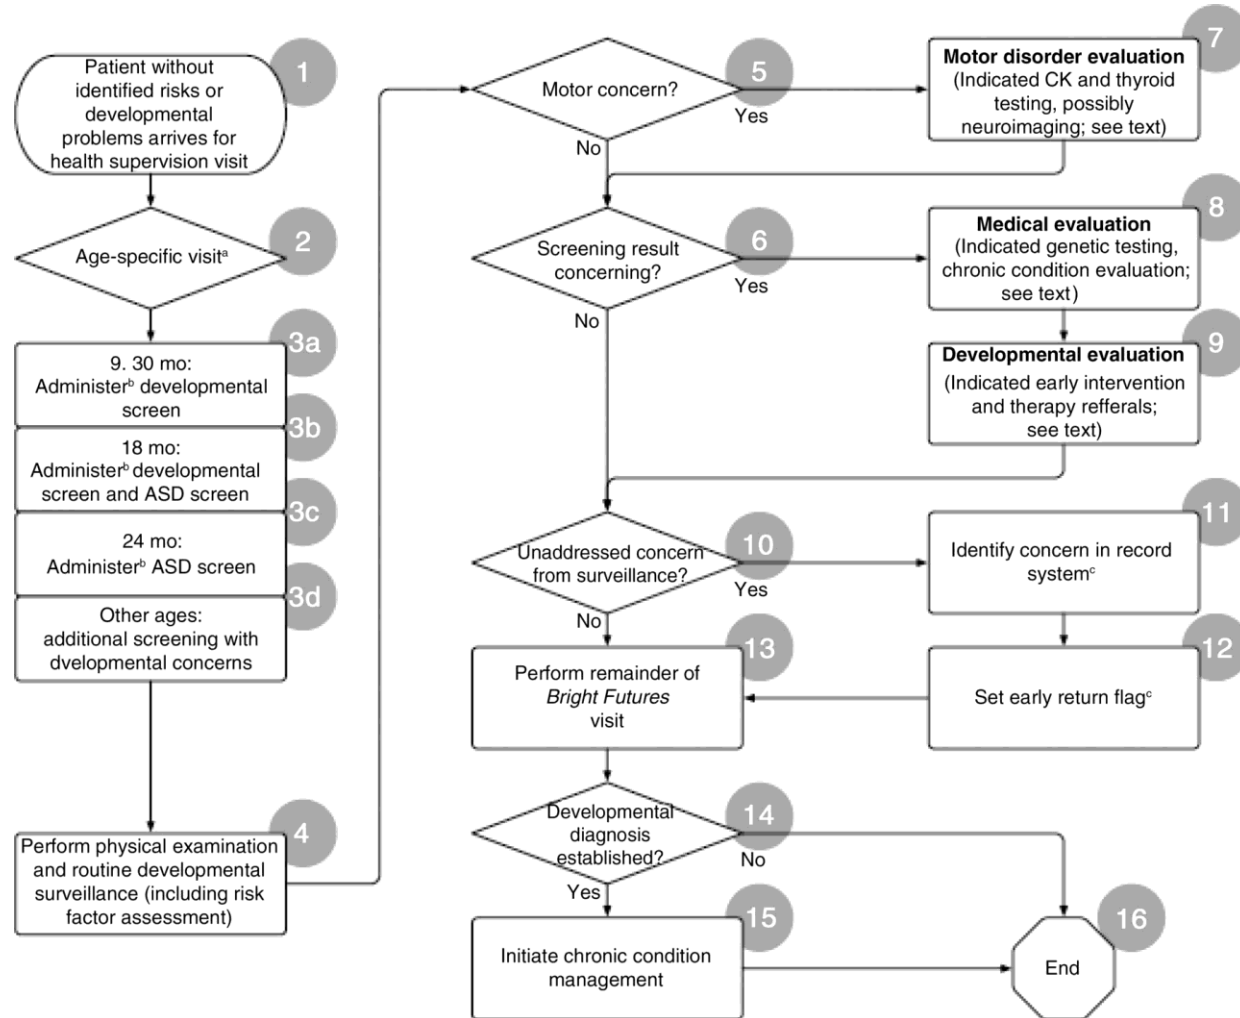 1
Patient without
identified risks or
developmental
problems arrives for
health supervision visit
2
Age-specific visitᵃ
3a
9. 30 mo:
Administerᵇ developmental
screen
3b
18 mo:
Administerᵇ developmental
screen and ASD screen
3c
24 mo:
Administerᵇ ASD screen
3d
Other ages:
additional screening with
dvelopmental concerns
4
Perform physical examination
and routine developmental
surveillance (including risk
factor assessment)
5
Motor concern?
Yes
No
7
Motor disorder evaluation
(Indicated CK and thyroid
testing, possibly
neuroimaging; see text)
6
Screening result
concerning?
Yes
No
8
Medical evaluation
(Indicated genetic testing,
chronic condition evaluation;
see text)
9
Developmental evaluation
(Indicated early intervention
and therapy refferals;
see text)
10
Unaddressed concern
from surveillance?
Yes
No
11
Identify concern in record
systemᶜ
12
Set early return flagᶜ
13
Perform remainder of
Bright Futures
visit
14
Developmental
diagnosis
established?
No
Yes
15
Initiate chronic condition
management
16
End